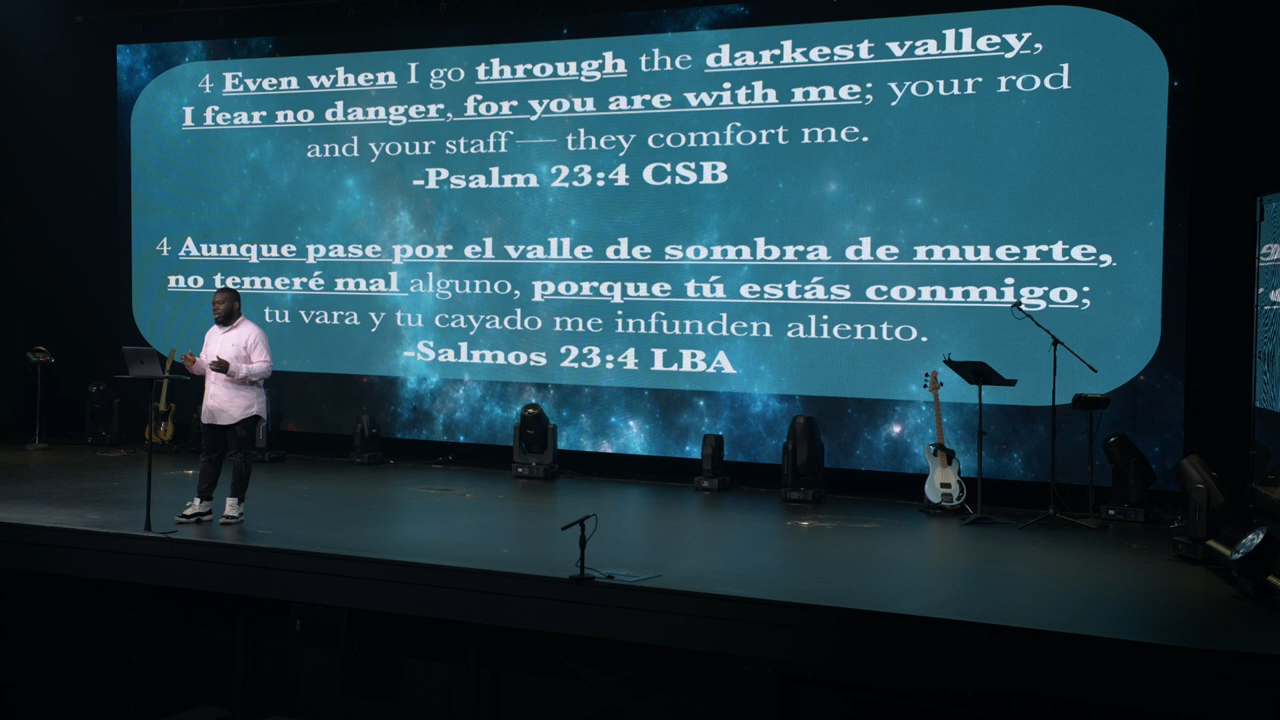 4 Even when I go through the darkest valley,
I fear no danger, for you are with me; your rod
and your staff — they comfort me.
-Psalm 23:4 CSB
4 Aunque pase por el valle de sombra de muerte,
no temeré mal alguno, porque tú estás conmigo;
tu vara y tu cayado me infunden aliento.
-Salmos 23:4 LBA